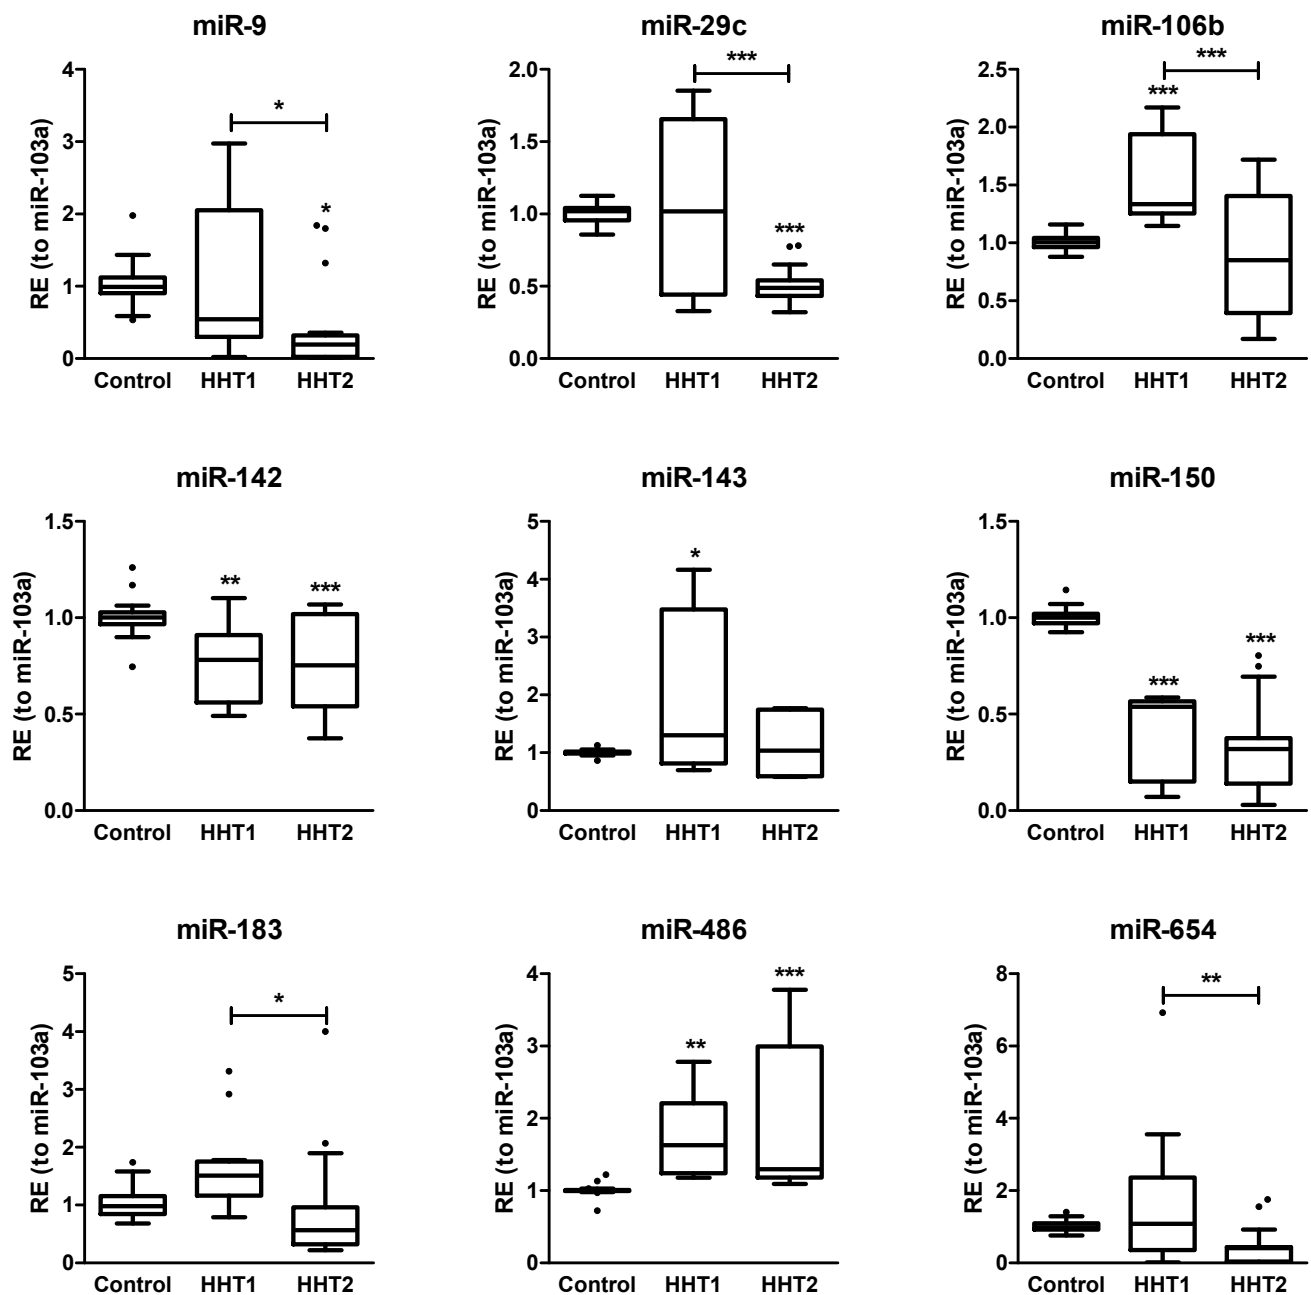 miR-9
4
3
2
1
0
RE (to miR-103a)
*
*
Control HHT1 HHT2
miR-29c
2.0
1.5
1.0
0.5
0.0
RE (to miR-103a)
***
***
Control HHT1 HHT2
miR-106b
2.5
2.0
1.5
1.0
0.5
0.0
RE (to miR-103a)
***
***
Control HHT1 HHT2
miR-142
1.5
1.0
0.5
0.0
RE (to miR-103a)
** ***
Control HHT1 HHT2
miR-143
5
4
3
2
1
0
RE (to miR-103a)
*
Control HHT1 HHT2
miR-150
1.5
1.0
0.5
0.0
RE (to miR-103a)
***
***
Control HHT1 HHT2
miR-183
5
4
3
2
1
0
RE (to miR-103a)
*
Control HHT1 HHT2
miR-486
4
3
2
1
0
RE (to miR-103a)
***
**
Control HHT1 HHT2
miR-654
8
6
4
2
0
RE (to miR-103a)
**
Control HHT1 HHT2